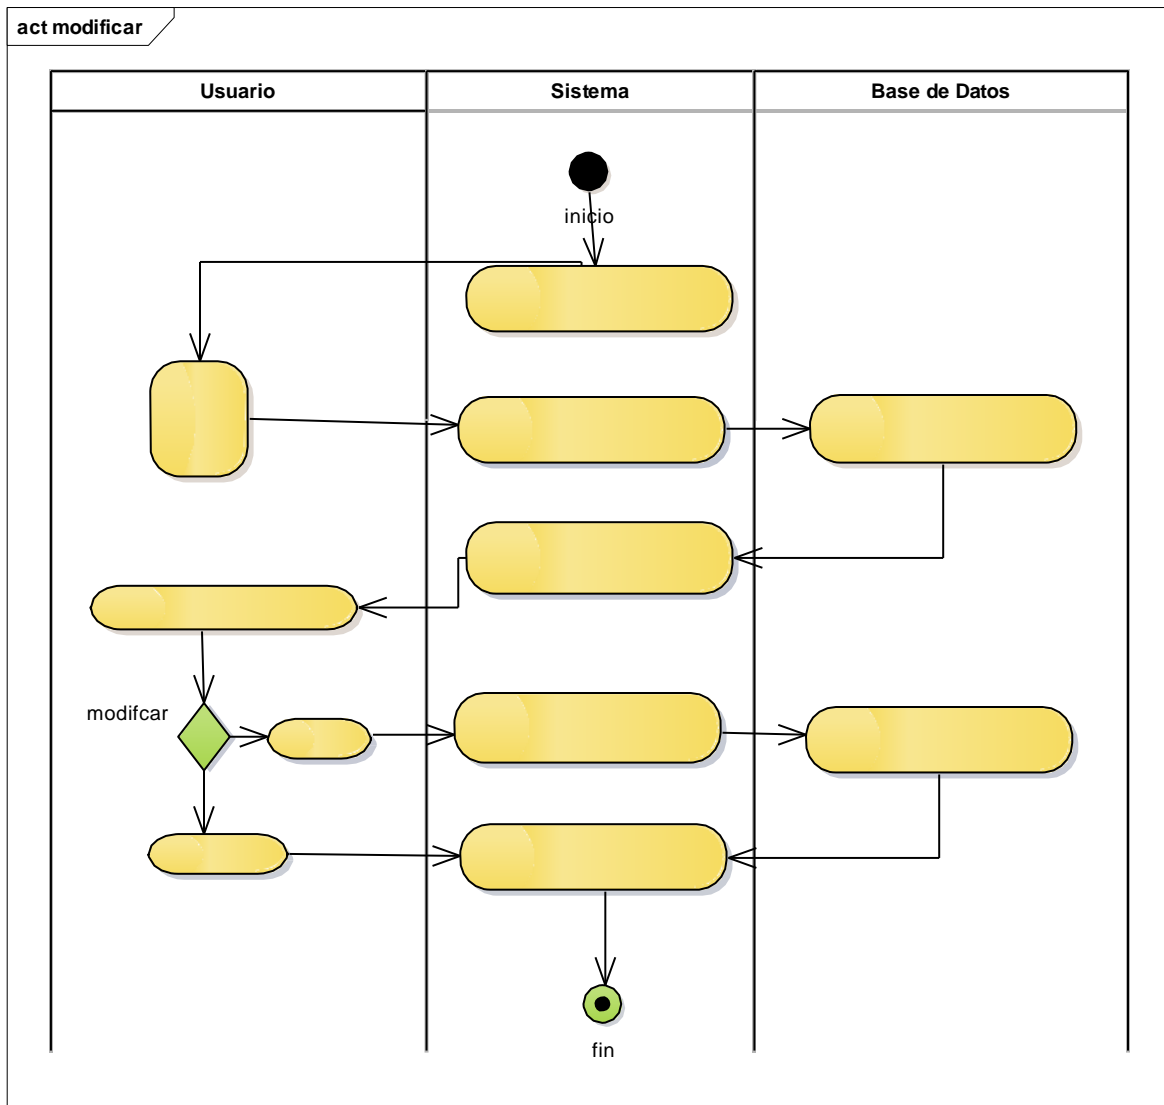 act modificar
Usuario
Sistema
Base de Datos
inicio
modifcar
fin